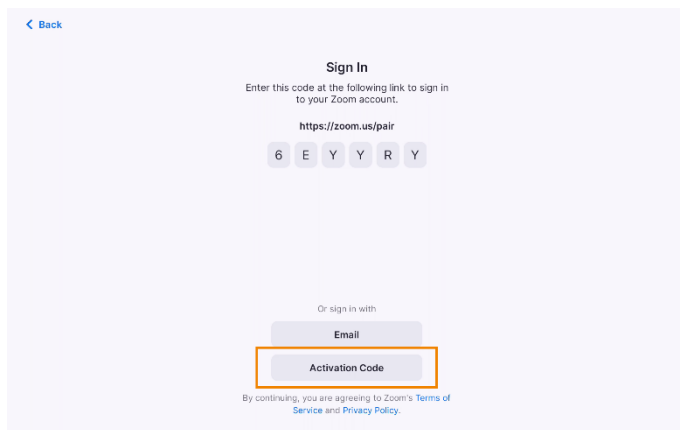 Back
Sign In
Enter this code at the following link to sign in
to your Zoom account.
https://zoom.us/pair
6 E Y Y R Y
Or sign in with
Email
Activation Code
By continuing, you are agreeing to Zoom's Terms of
Service and Privacy Policy.